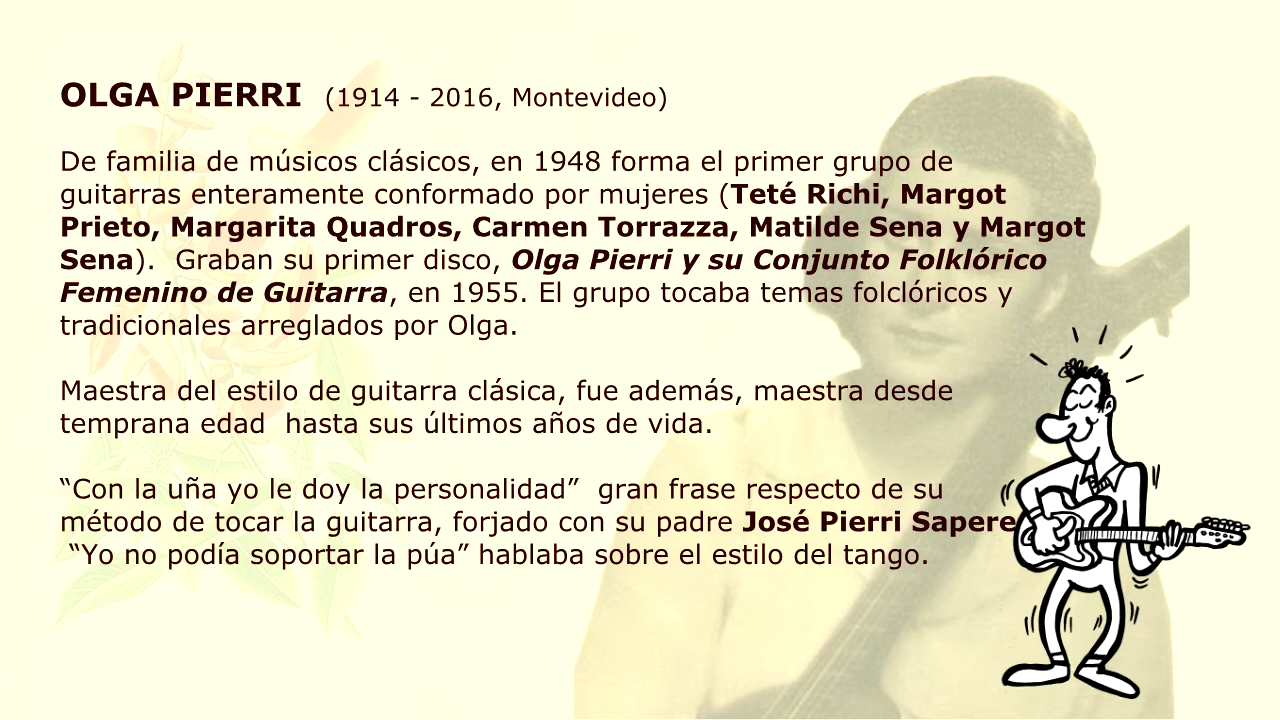 OLGA PIERRI (1914 - 2016, Montevideo)
De familia de músicos clásicos, en 1948 forma el primer grupo de
guitarras enteramente conformado por mujeres (Teté Richi, Margot
Prieto, Margarita Quadros, Carmen Torrazza, Matilde Sena y Margot
Sena). Graban su primer disco, Olga Pierri y su Conjunto Folklórico
Femenino de Guitarra, en 1955. El grupo tocaba temas folclóricos y
tradicionales arreglados por Olga.
Maestra del estilo de guitarra clásica, fue además, maestra desde
temprana edad hasta sus últimos años de vida.
“Con la uña yo le doy la personalidad” gran frase respecto de su
método de tocar la guitarra, forjado con su padre José Pierri Sapere
“Yo no podía soportar la púa” hablaba sobre el estilo del tango.